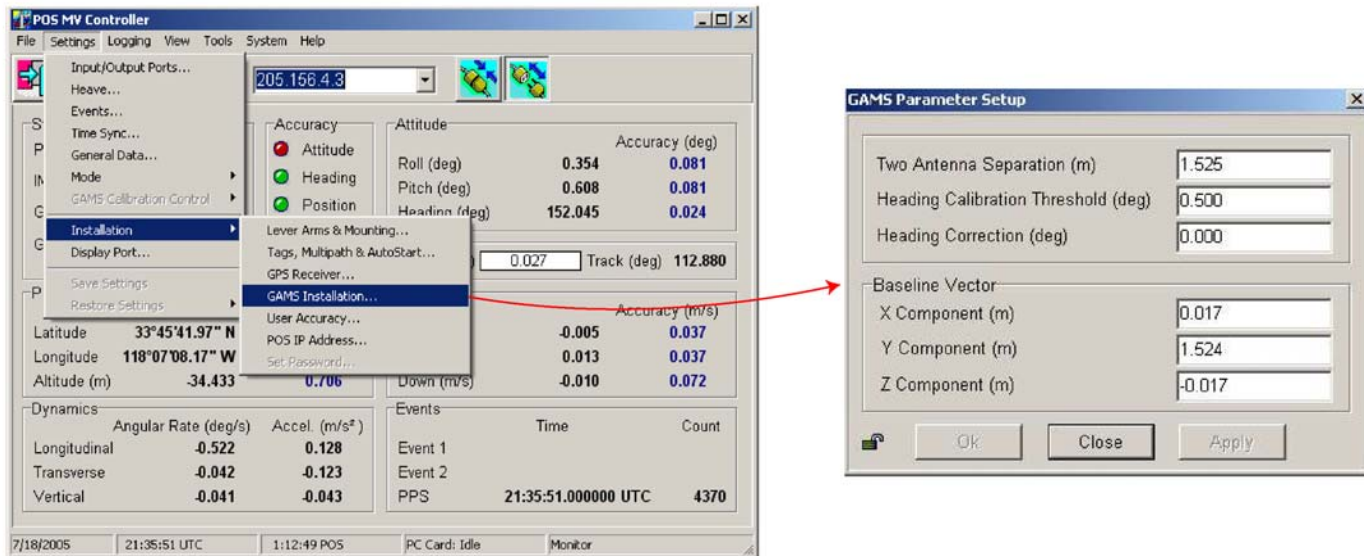 POS MV Controller
File Settings Logging View Tools System Help
Input/Output Ports...
Heave...
Events...
Time Sync...
General Data...
Mode
GAMS Calibration Control
Installation
Display Port...
Save Settings
Restore Settings
205.156.4.3
Accuracy
Attitude
Heading
Position
Attitude
Accuracy (deg)
Roll (deg) 0.354 0.081
Pitch (deg) 0.608 0.081
Heading (deg) 152.045 0.024
Lever Arms & Mounting...
Tags, Multipath & AutoStart...
GPS Receiver...
GAMS Installation...
User Accuracy...
POS IP Address...
Set Password...
0.027 Track (deg) 112.880
Accuracy (m/s)
Latitude 33°45'41.97" N -0.005 0.037
Longitude 118°07'08.17" W 0.013 0.037
Altitude (m) -34.433 0.706 Down (m/s) -0.010 0.072
Dynamics
Angular Rate (deg/s) Accel. (m/s²)
Longitudinal -0.522 0.128
Transverse -0.042 -0.123
Vertical -0.041 -0.043
Events
Time Count
Event 1
Event 2
PPS 21:35:51.000000 UTC 4370
7/18/2005 21:35:51 UTC 1:12:49 POS PC Card: Idle Monitor
GAMS Parameter Setup
Two Antenna Separation (m) 1.525
Heading Calibration Threshold (deg) 0.500
Heading Correction (deg) 0.000
Baseline Vector
X Component (m) 0.017
Y Component (m) 1.524
Z Component (m) -0.017
Ok Close Apply